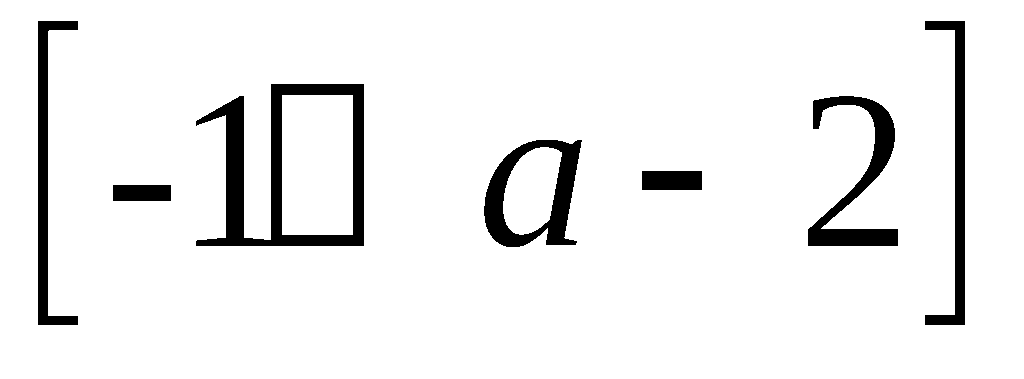 [-1▯ a - 2]